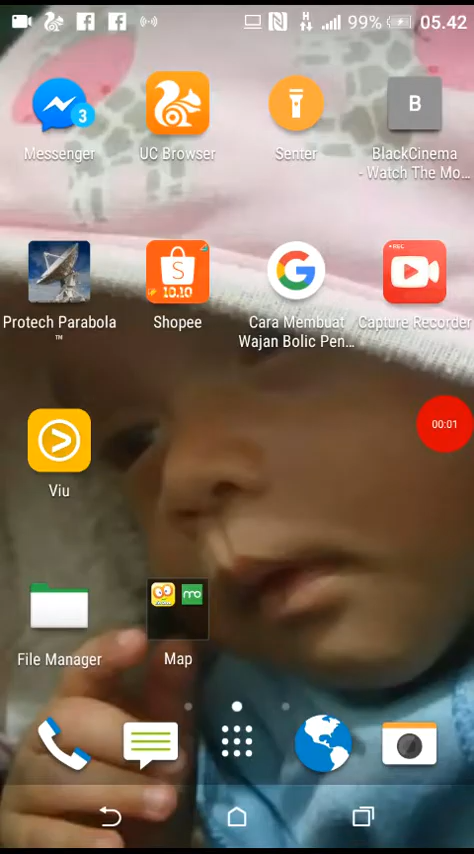 99% 05.42
3
B
Messenger UC Browser Senter BlackCinema
- Watch The Mo...
REC
S
10.10
G
Protech Parabola Shopee Cara Membuat Capture Recorder
™ Wajan Bolic Pen...
00:01
Viu
File Manager Map